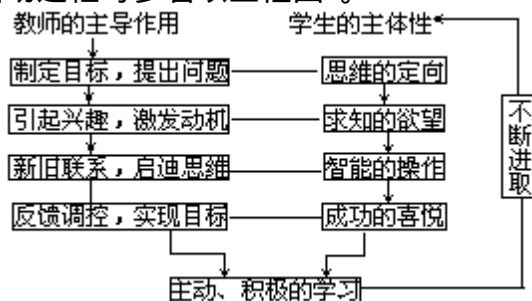 教师的主导作用 学生的主体性
制定目标，提出问题 思维的定向
引起兴趣，激发动机 求知的欲望
新旧联系，启迪思维 智能的操作
反馈调控，实现目标 成功的喜悦
不断进取
主动、积极的学习